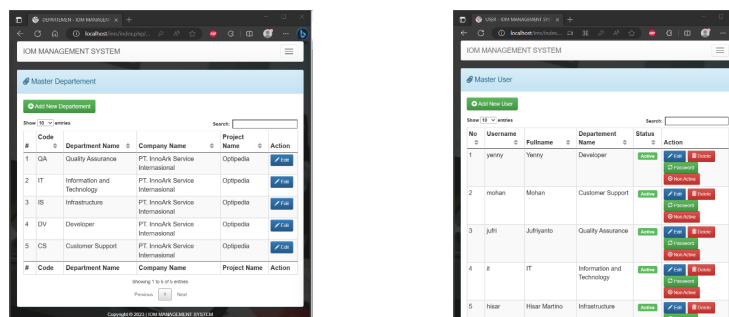 DEPARTEMEN - IOM MANAGEMEN
localhost/ims/index.php/...
IOM MANAGEMENT SYSTEM
Master Departement
Add New Departement
Show 10 entries
Search:
# Code Department Name Company Name Project Name Action
1 QA Quality Assurance PT. InnoArk Service Internasional Optipedia Edit
2 IT Information and Technology PT. InnoArk Service Internasional Optipedia Edit
3 IS Infrastructure PT. InnoArk Service Internasional Optipedia Edit
4 DV Developer PT. InnoArk Service Internasional Optipedia Edit
5 CS Customer Support PT. InnoArk Service Internasional Optipedia Edit
# Code Department Name Company Name Project Name Action
Showing 1 to 5 of 5 entries
Previous 1 Next
Copyright © 2023 | IOM MANAGEMENT SYSTEM
USER - IOM MANAGEMENT SYS
localhost/ims/index...
IOM MANAGEMENT SYSTEM
Master User
Add New User
Show 10 entries
Search:
No Username Fullname Departement Name Status Action
1 yenny Yenny Developer Active Edit Delete
Password
Non Active
2 mohan Mohan Customer Support Active Edit Delete
Password
Non Active
3 jufri Jufriyanto Quality Assurance Active Edit Delete
Password
Non Active
4 it IT Information and Technology Active Edit Delete
Password
Non Active
5 hisar Hisar Martino Infrastructure Active Edit Delete